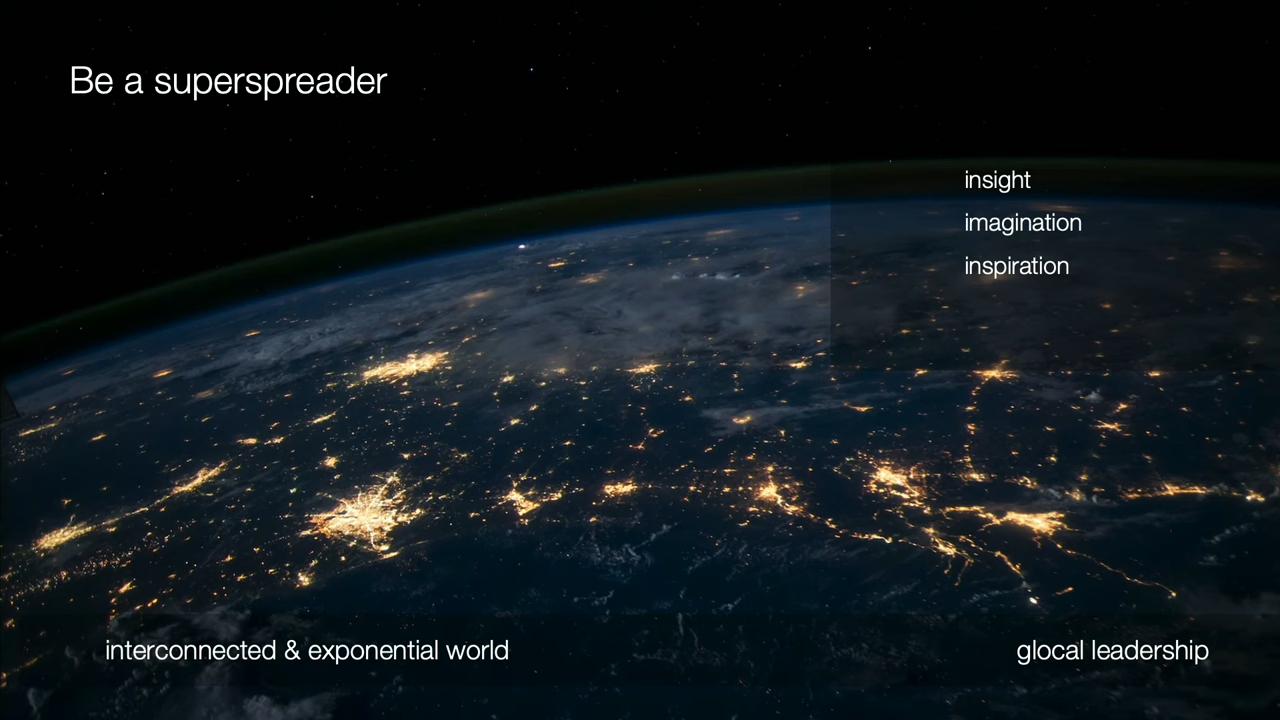 Be a superspreader
insight
imagination
inspiration
interconnected & exponential world
glocal leadership